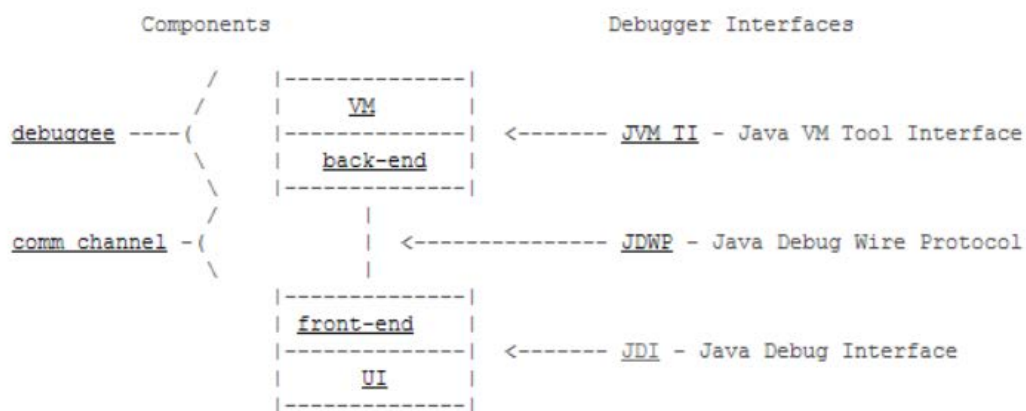 Components                      Debugger Interfaces
             /    |--------------|
            /     |     VM       |
debuggee ----(    |--------------|  <------- JVM TI - Java VM Tool Interface
            \     |   back-end   |
             \    |--------------|
             /           |
comm channel -(          |  <--------------- JDWP - Java Debug Wire Protocol
             \           |
                  |--------------|
                  | front-end    |
                  |--------------|  <------- JDI - Java Debug Interface
                  |      UI      |
                  |--------------|